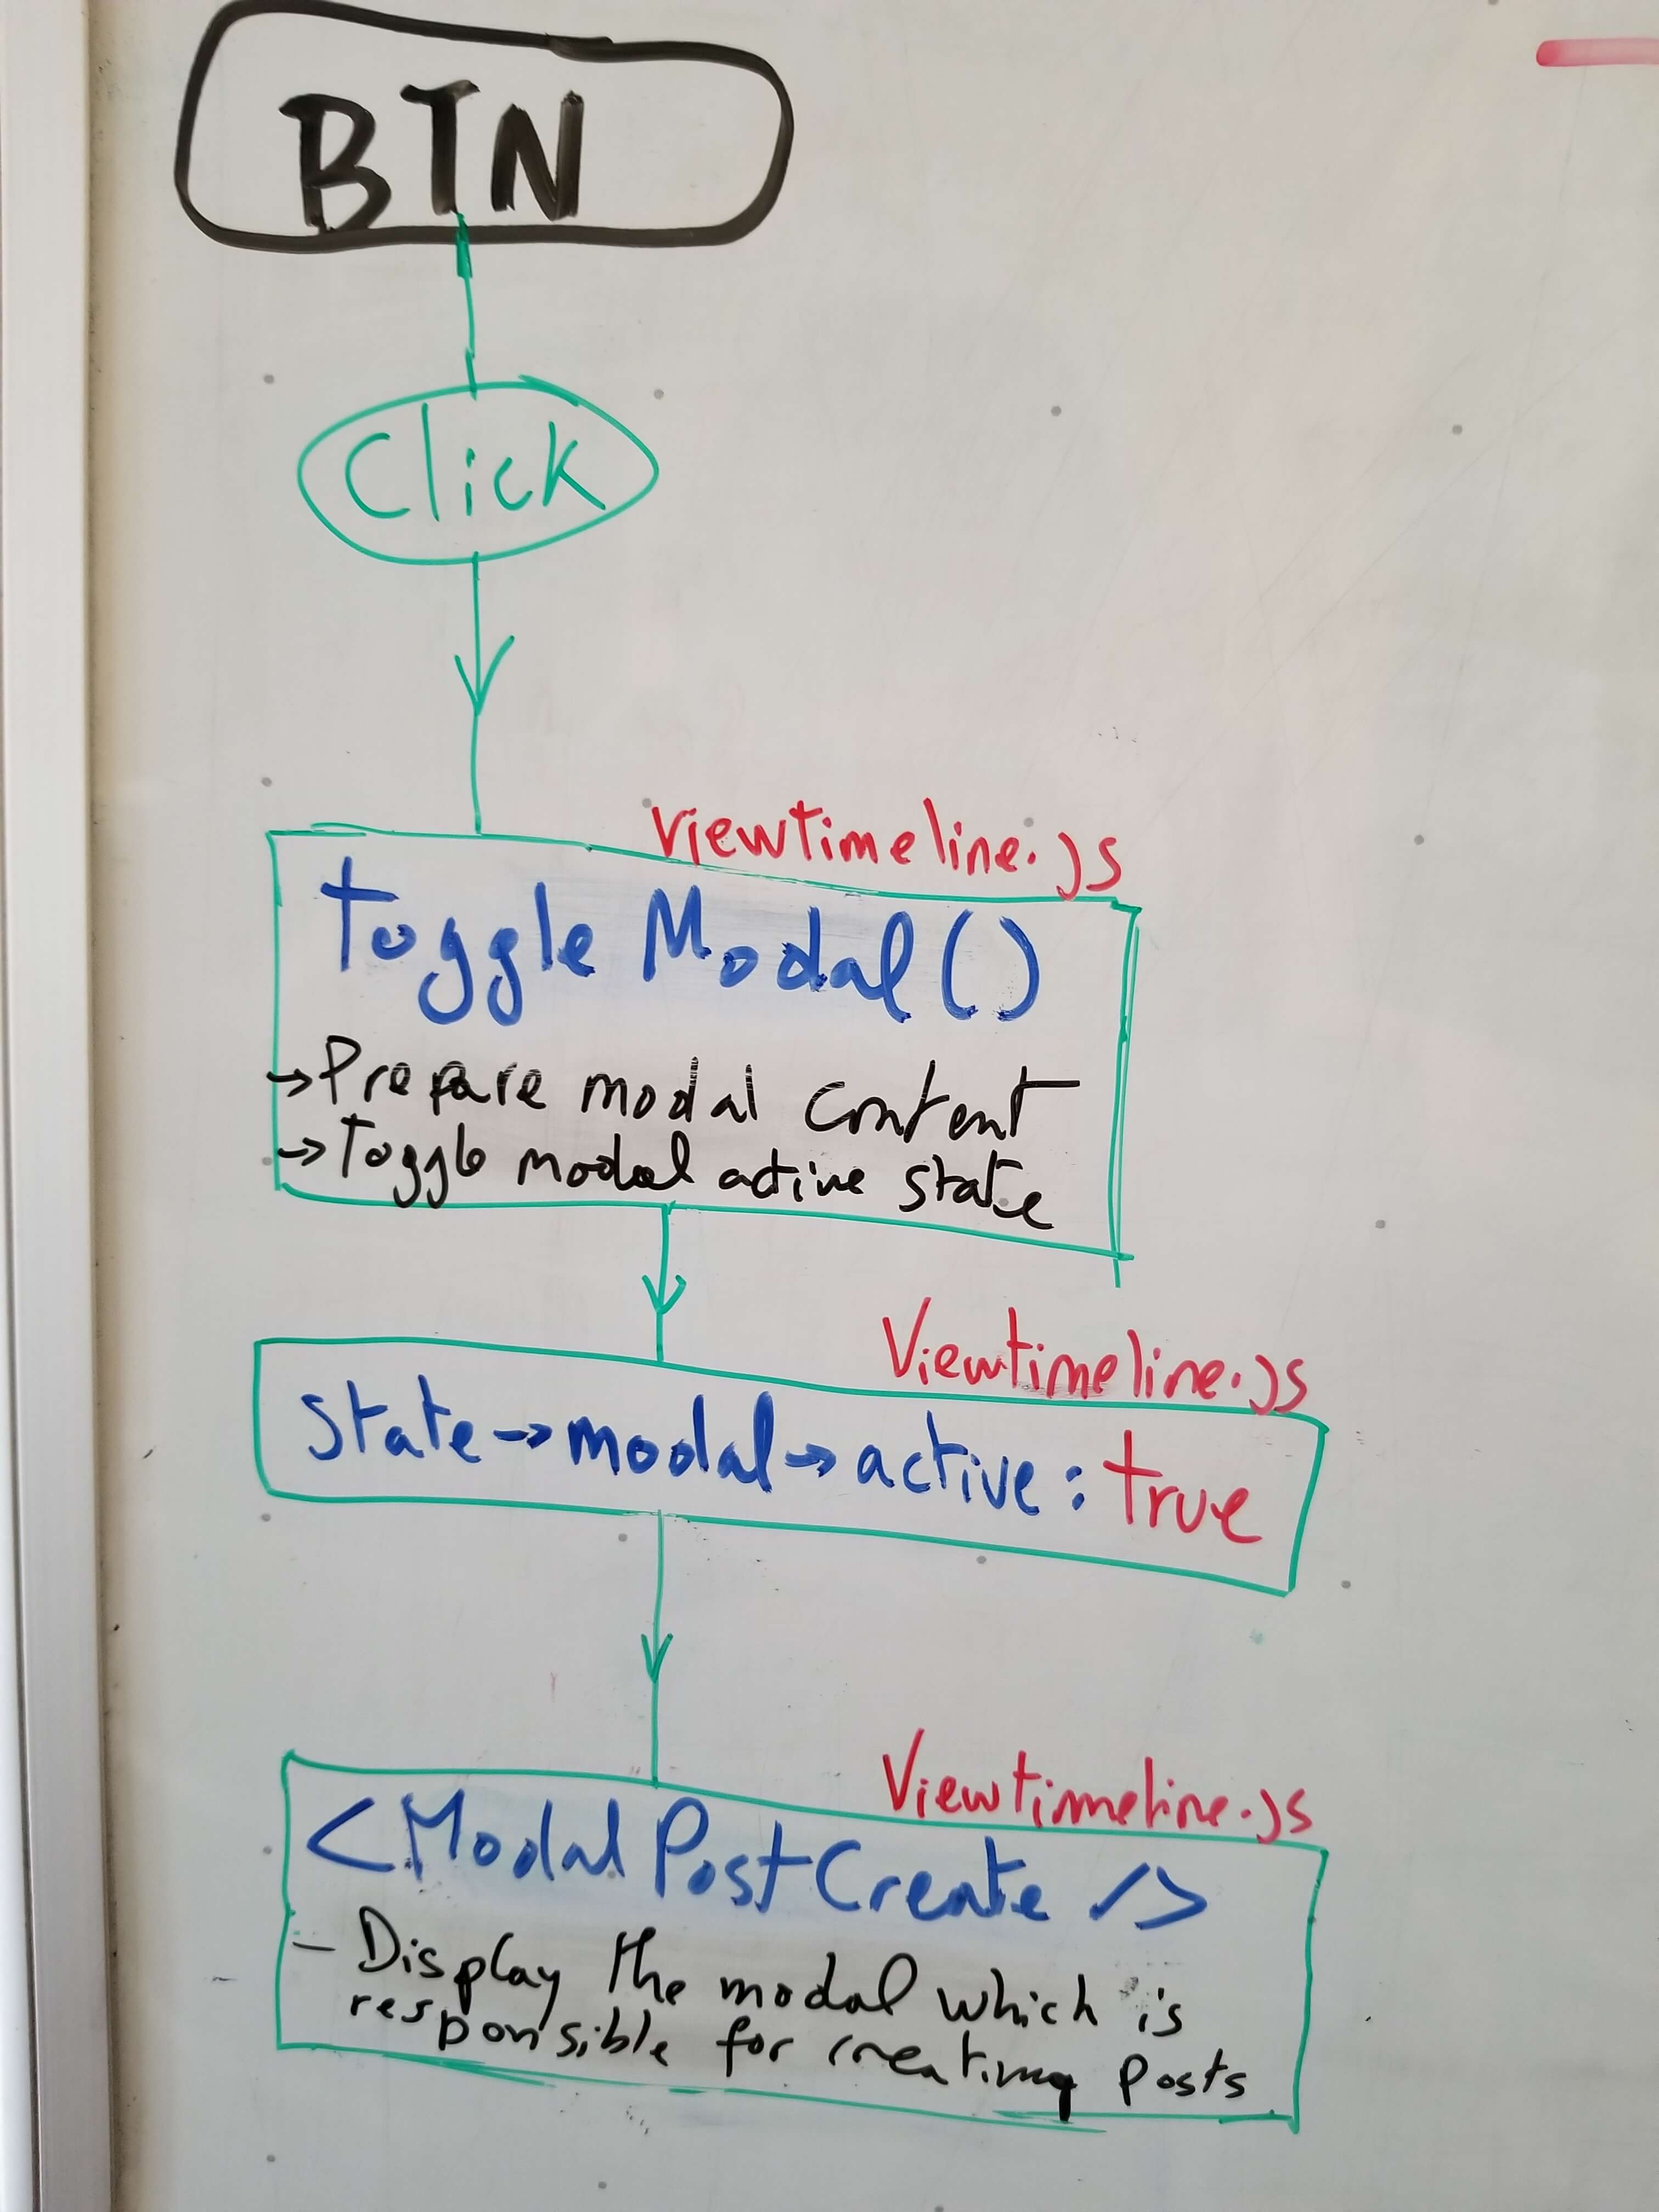 BTN
Click
Viewtimeline.js
toggleModal()
→Prepare modal content
→Toggle modal active state
Viewtimeline.js
state→modal→active: true
Viewtimeline.js
<ModalPostCreate />
- Display the modal which is
responsible for creating posts